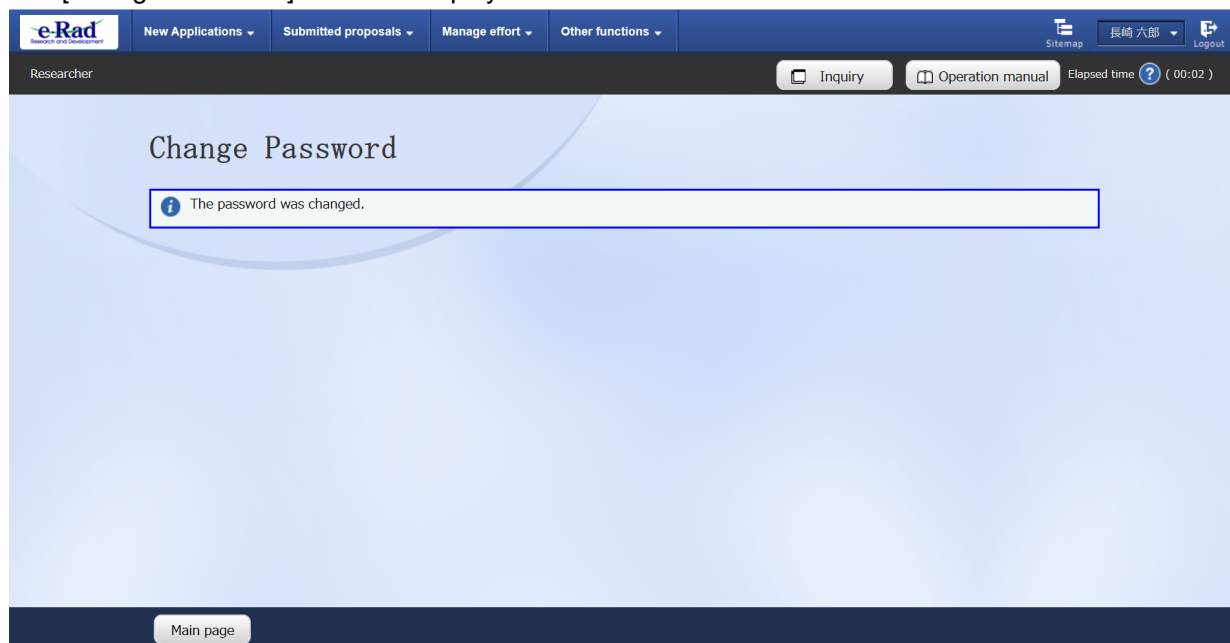 e-Rad
Research and Development
New Applications
Submitted proposals
Manage effort
Other functions
Sitemap
長崎 六郎
Logout
Researcher
Inquiry
Operation manual
Elapsed time ? ( 00:02 )
Change Password
i The password was changed.
Main page